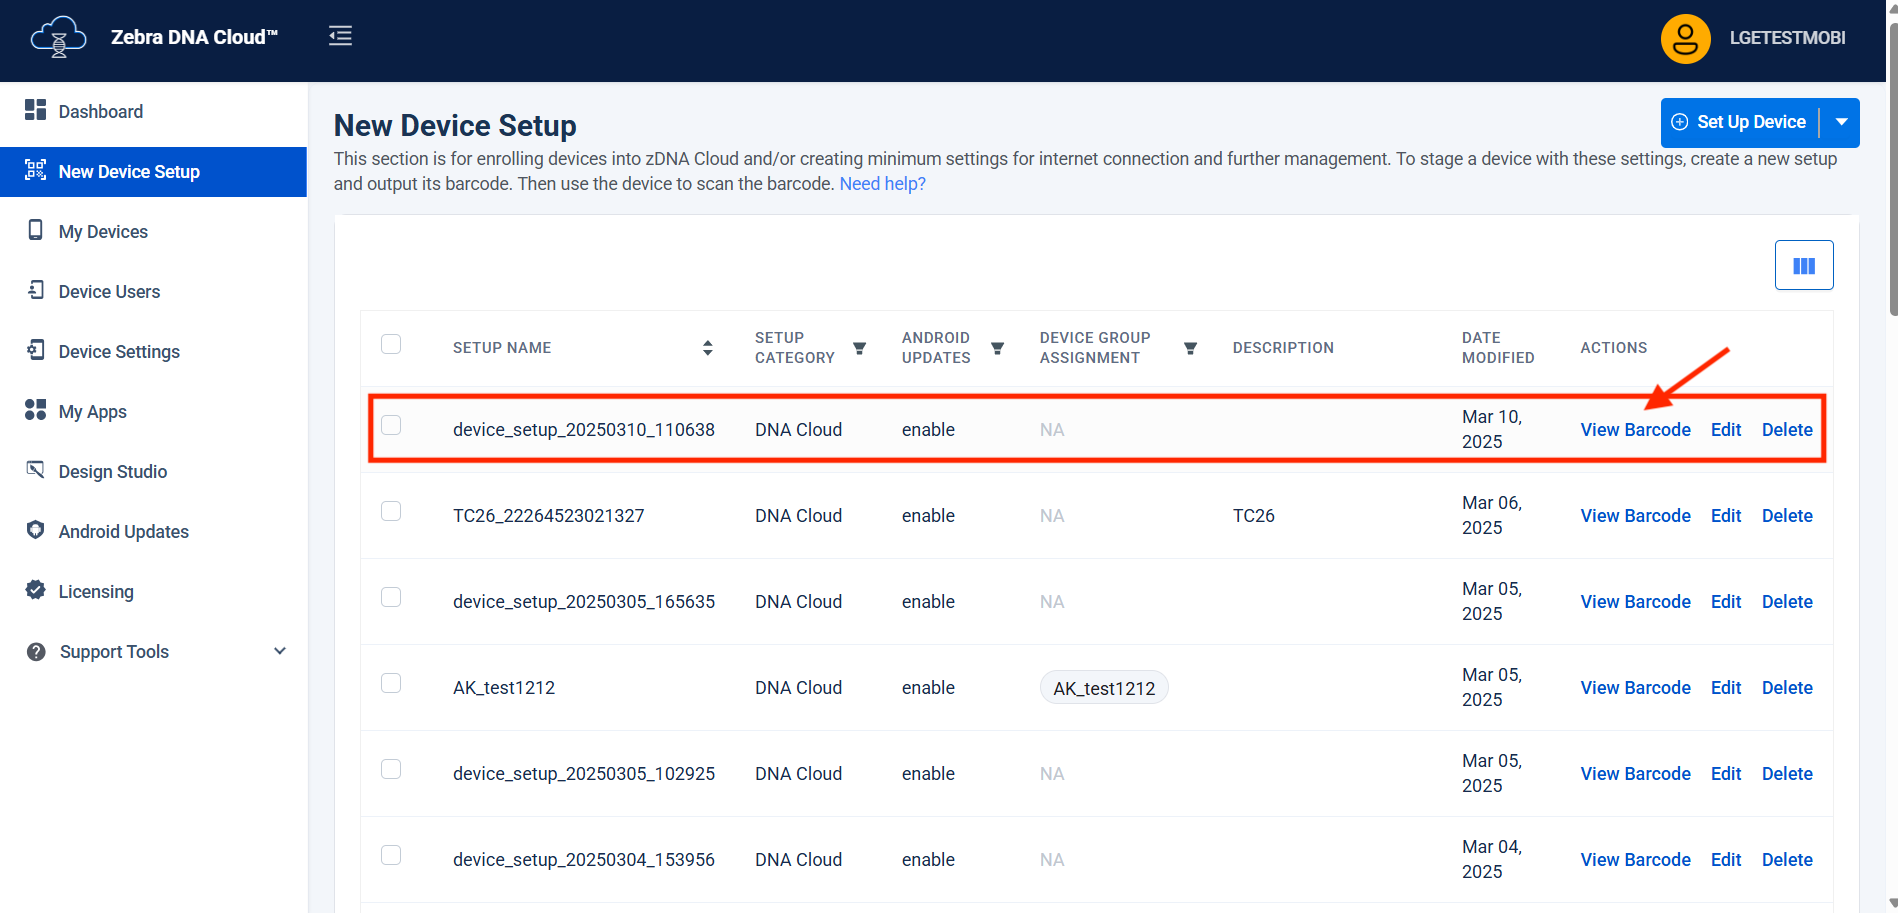 Zebra DNA Cloud™
LGETESTMOBI
Dashboard
New Device Setup
My Devices
Device Users
Device Settings
My Apps
Design Studio
Android Updates
Licensing
Support Tools
New Device Setup
Set Up Device
This section is for enrolling devices into zDNA Cloud and/or creating minimum settings for internet connection and further management. To stage a device with these settings, create a new setup
and output its barcode. Then use the device to scan the barcode. Need help?
SETUP NAME
SETUP
CATEGORY
ANDROID
UPDATES
DEVICE GROUP
ASSIGNMENT
DESCRIPTION
DATE
MODIFIED
ACTIONS
device_setup_20250310_110638 DNA Cloud enable NA Mar 10,
2025 View Barcode Edit Delete
TC26_22264523021327 DNA Cloud enable NA TC26 Mar 06,
2025 View Barcode Edit Delete
device_setup_20250305_165635 DNA Cloud enable NA Mar 05,
2025 View Barcode Edit Delete
AK_test1212 DNA Cloud enable AK_test1212 Mar 05,
2025 View Barcode Edit Delete
device_setup_20250305_102925 DNA Cloud enable NA Mar 05,
2025 View Barcode Edit Delete
device_setup_20250304_153956 DNA Cloud enable NA Mar 04,
2025 View Barcode Edit Delete